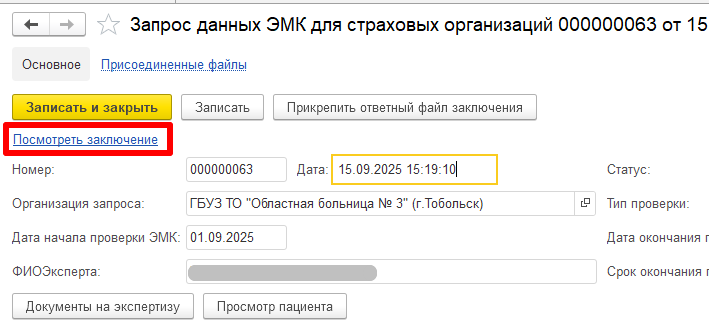 Запрос данных ЭМК для страховых организаций 000000063 от 15
Основное Присоединенные файлы
Записать и закрыть Записать Прикрепить ответный файл заключения
Посмотреть заключение
Номер: 000000063 Дата: 15.09.2025 15:19:10 Статус:
Организация запроса: ГБУЗ ТО "Областная больница № 3" (г.Тобольск) Тип проверки:
Дата начала проверки ЭМК: 01.09.2025 Дата окончания п
ФИОЭксперта: Срок окончания п
Документы на экспертизу Просмотр пациента